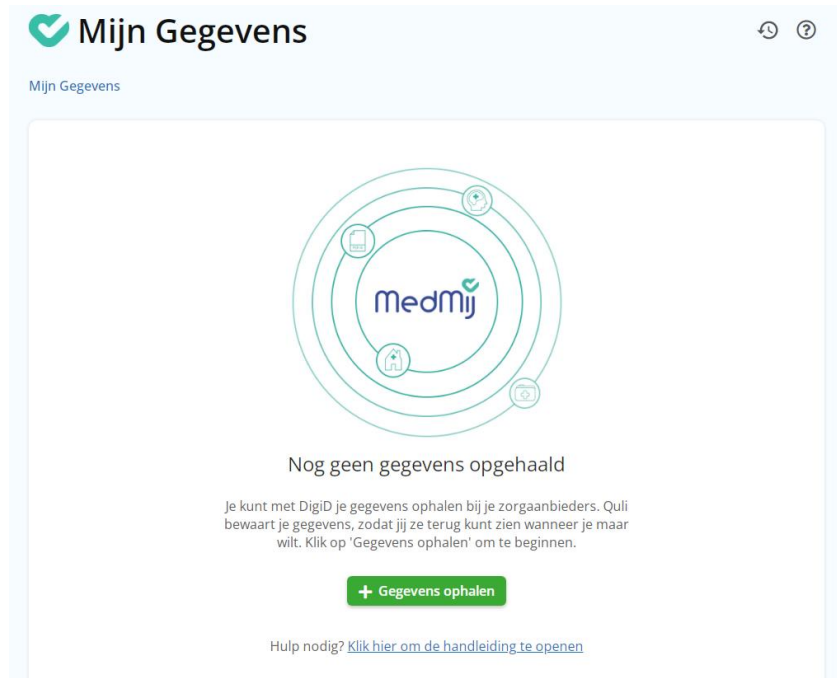 Mijn Gegevens
Mijn Gegevens
MedMij
Nog geen gegevens opgehaald
Je kunt met DigiD je gegevens ophalen bij je zorgaanbieders. Quli
bewaart je gegevens, zodat jij ze terug kunt zien wanneer je maar
wilt. Klik op 'Gegevens ophalen' om te beginnen.
+ Gegevens ophalen
Hulp nodig? Klik hier om de handleiding te openen